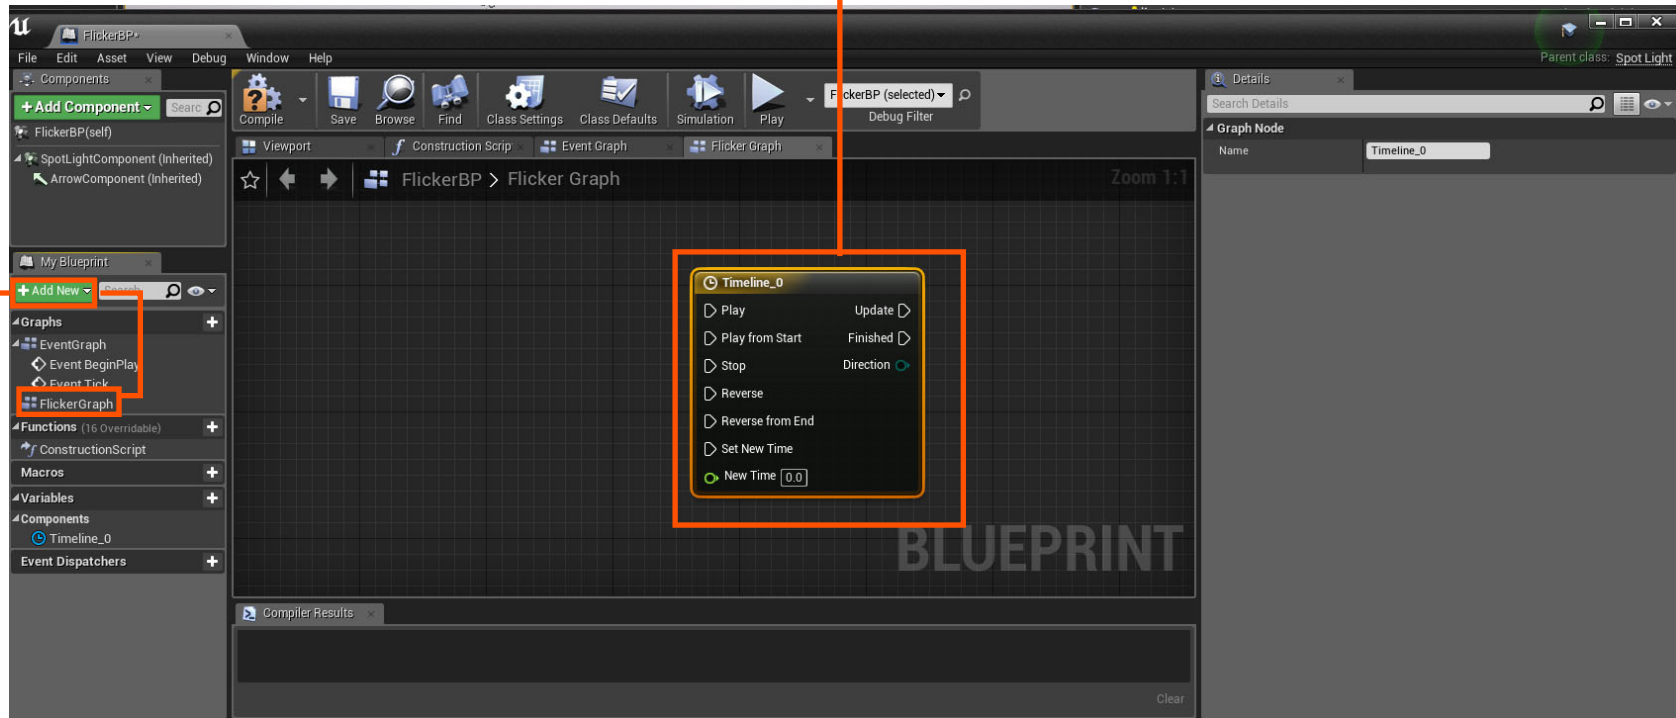 FlickerBP•
File Edit Asset View Debug Window Help
Parent class: Spot Light
Components
+Add Component
Searc
FlickerBP(self)
SpotLightComponent (Inherited)
ArrowComponent (Inherited)
Compile
Save
Browse
Find
Class Settings
Class Defaults
Simulation
Play
FlickerBP (selected)
Debug Filter
Viewport
Construction Scrip
Event Graph
Flicker Graph
FlickerBP > Flicker Graph
Zoom 1:1
My Blueprint
+Add New
Search
Graphs
EventGraph
Event BeginPlay
Event Tick
FlickerGraph
Functions (16 Overridable)
ConstructionScript
Macros
Variables
Components
Timeline_0
Event Dispatchers
Timeline_0
Play
Update
Play from Start
Finished
Stop
Direction
Reverse
Reverse from End
Set New Time
New Time 0.0
BLUEPRINT
Compiler Results
Clear
Details
Search Details
Graph Node
Name
Timeline_0